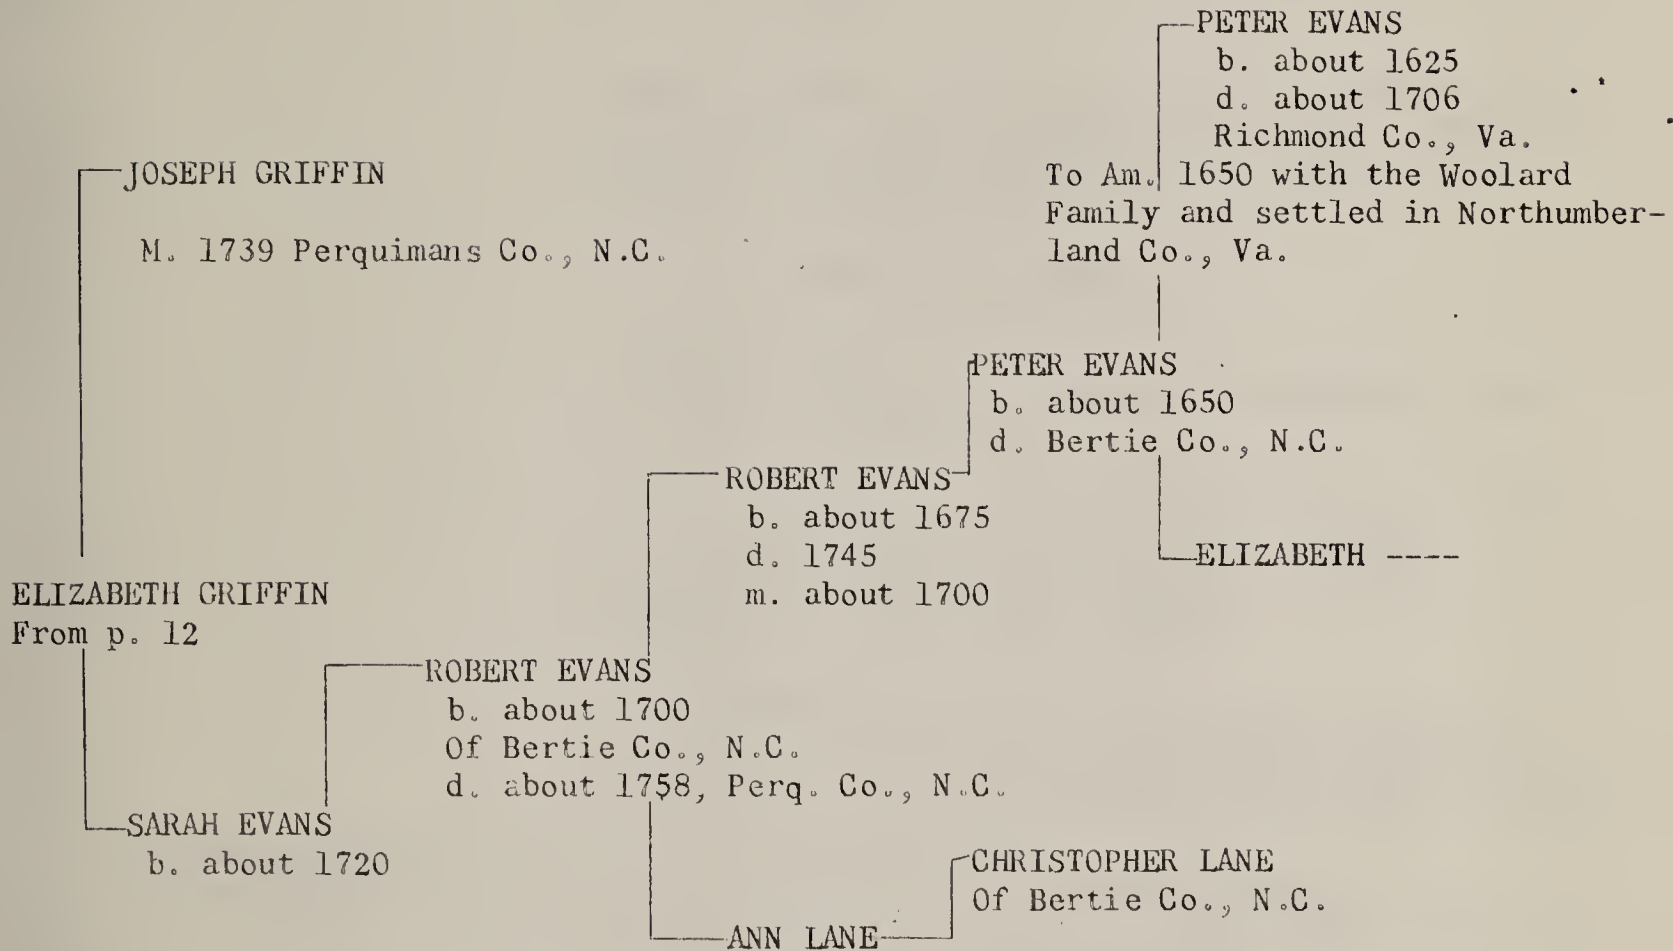 PETER EVANS
b. about 1625
d. about 1706
Richmond Co., Va.
To Am. 1650 with the Woolard
Family and settled in Northumber-
land Co., Va.
JOSEPH GRIFFIN
M. 1739 Perquimans Co., N.C.
PETER EVANS
b. about 1650
d. Bertie Co., N.C.
ROBERT EVANS
b. about 1675
d. 1745
m. about 1700
ELIZABETH ----
ELIZABETH GRIFFIN
From p. 12
ROBERT EVANS
b. about 1700
Of Bertie Co., N.C.
d. about 1758, Perq. Co., N.C.
SARAH EVANS
b. about 1720
CHRISTOPHER LANE
Of Bertie Co., N.C.
ANN LANE